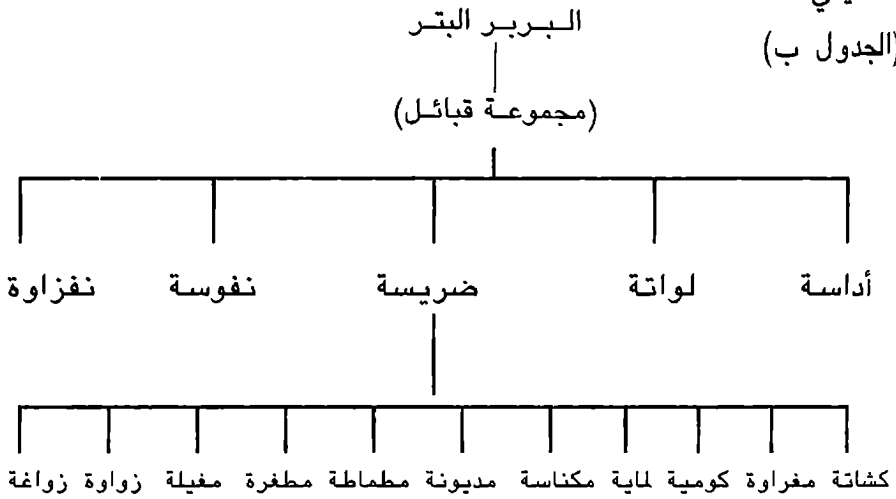 (الجدول ب)
البربر البتر
(مجموعة قبائل)
أداسة لواتة ضريسة نفوسة نفزاوة
كشاتة مغراوة كومية لماية مكناسة مديونة مطماطة مطغرة مغيلة زواوة زواغة